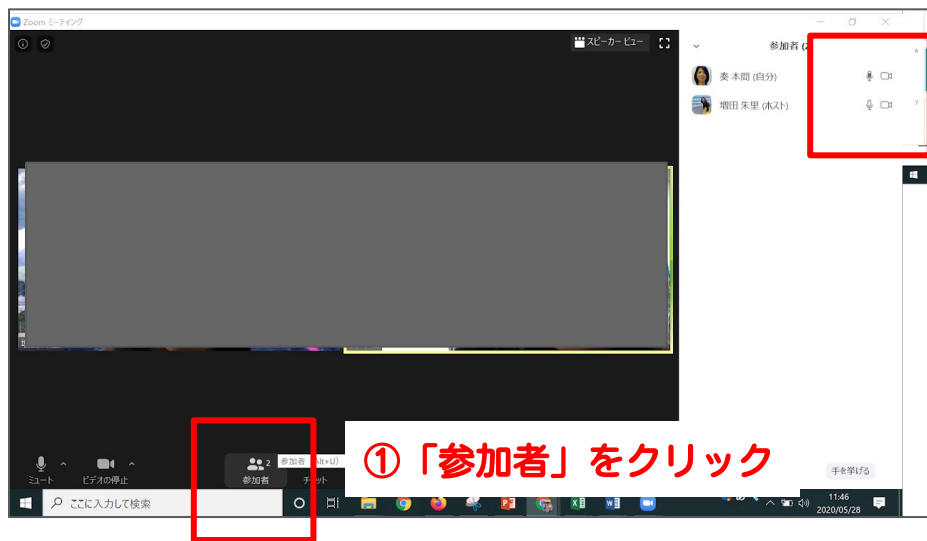 Zoom ミーティング
スピーカー ビュー
参加者 (2
奏 本間 (自分)
増田 朱里 (ホスト)
6
7
①「参加者」をクリック
2
参加者 (Alt+U)
ミュート
ビデオの停止
参加者
手を挙げる
ここに入力して検索
11:46
2020/05/28